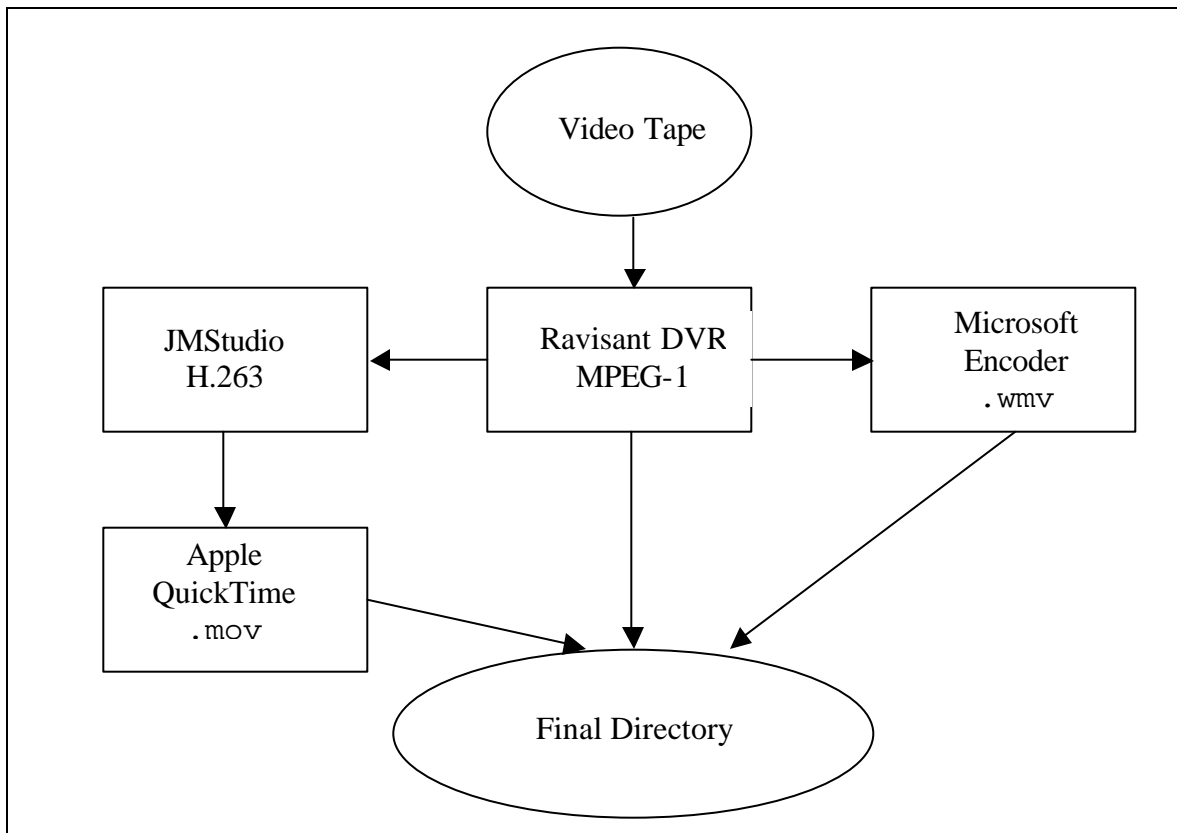 Video Tape
JMStudio
H.263
Ravisant DVR
MPEG-1
Microsoft
Encoder
.wmv
Apple
QuickTime
.mov
Final Directory